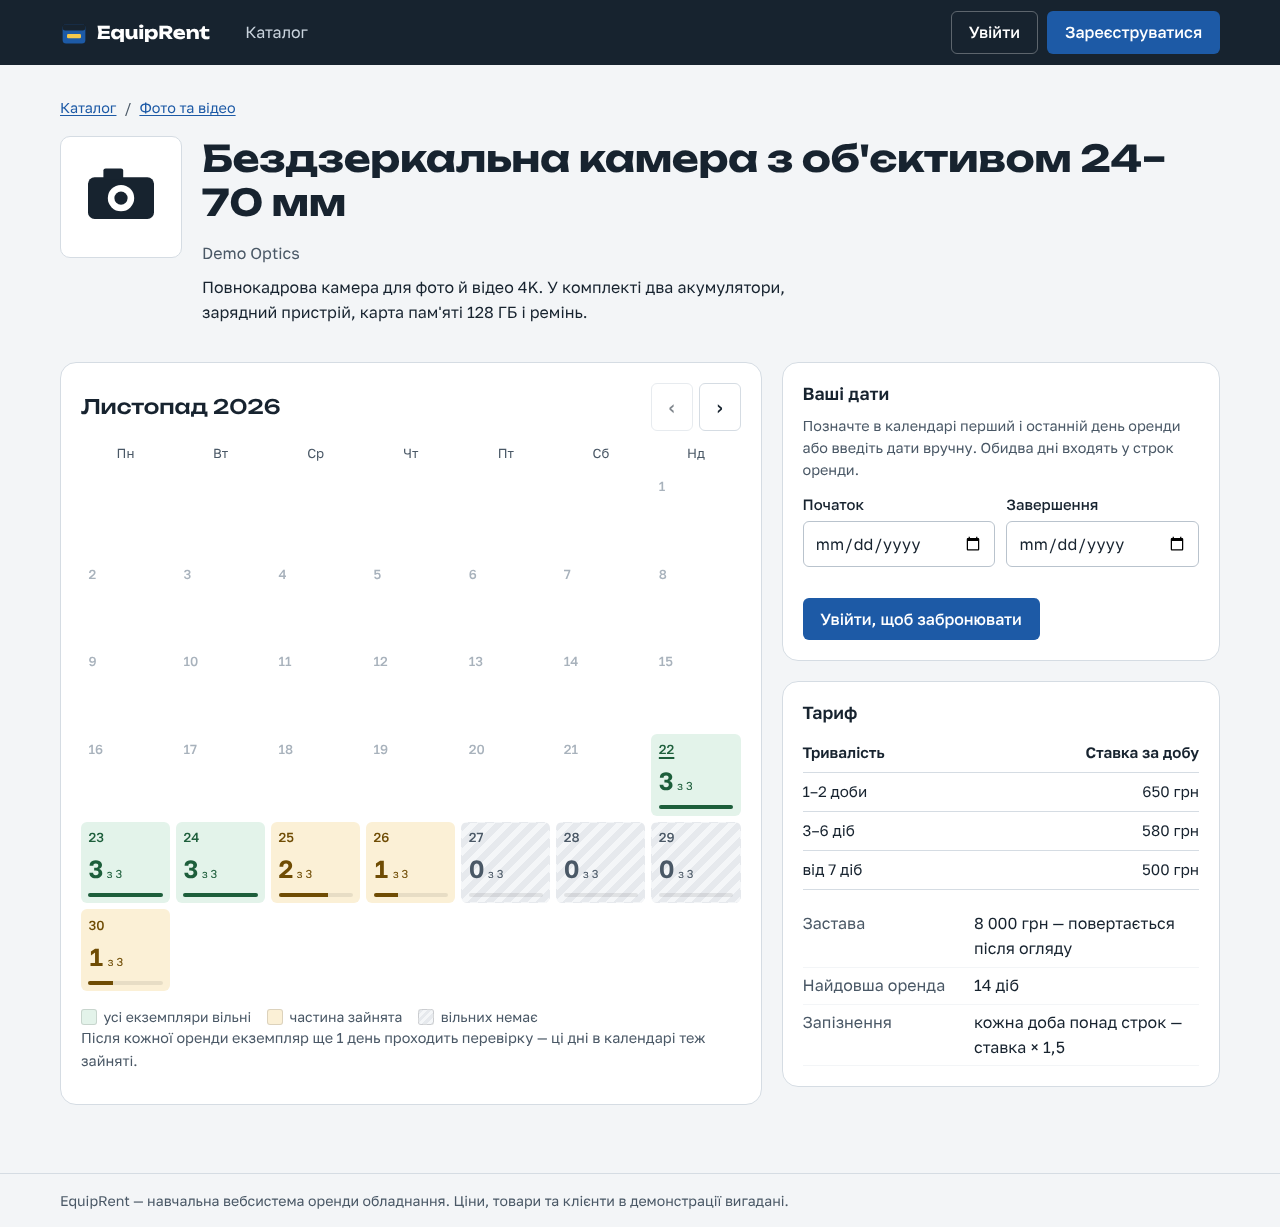 EquipRent
Каталог
Увійти
Зареєструватися
Каталог / Фото та відео
Бездзеркальна камера з об'єктивом 24–
70 мм
Demo Optics
Повнокадрова камера для фото й відео 4K. У комплекті два акумулятори,
зарядний пристрій, карта пам'яті 128 ГБ і ремінь.
Листопад 2026
‹ ›
Пн Вт Ср Чт Пт Сб Нд
1
2 3 4 5 6 7 8
9 10 11 12 13 14 15
16 17 18 19 20 21 22
3 з 3
23 24 25 26 27 28 29
3 з 3 3 з 3 2 з 3 1 з 3 0 з 3 0 з 3 0 з 3
30
1 з 3
усі екземпляри вільні частина зайнята вільних немає
Після кожної оренди екземпляр ще 1 день проходить перевірку — ці дні в календарі теж
зайняті.
Ваші дати
Позначте в календарі перший і останній день оренди
або введіть дати вручну. Обидва дні входять у строк
оренди.
Початок Завершення
mm/dd/yyyy mm/dd/yyyy
Увійти, щоб забронювати
Тариф
Тривалість Ставка за добу
1–2 доби 650 грн
3–6 діб 580 грн
від 7 діб 500 грн
Застава 8 000 грн — повертається
після огляду
Найдовша оренда 14 діб
Запізнення кожна доба понад строк —
ставка × 1,5
EquipRent — навчальна вебсистема оренди обладнання. Ціни, товари та клієнти в демонстрації вигадані.